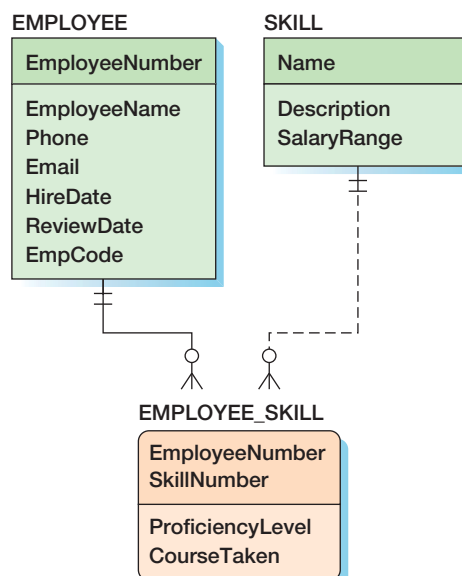 EMPLOYEE
EmployeeNumber
EmployeeName
Phone
Email
HireDate
ReviewDate
EmpCode
SKILL
Name
Description
SalaryRange
EMPLOYEE_SKILL
EmployeeNumber
SkillNumber
ProficiencyLevel
CourseTaken